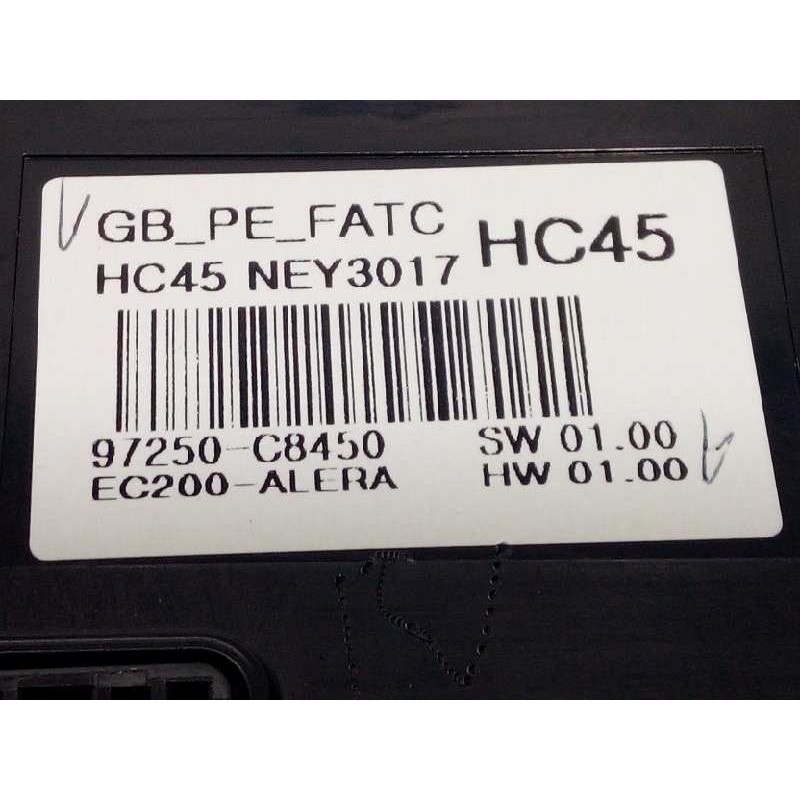 GB_PE_FATC
HC45 NEY3017 HC45
97250-C8450 SW 01.00
EC200-ALERA HW 01.00